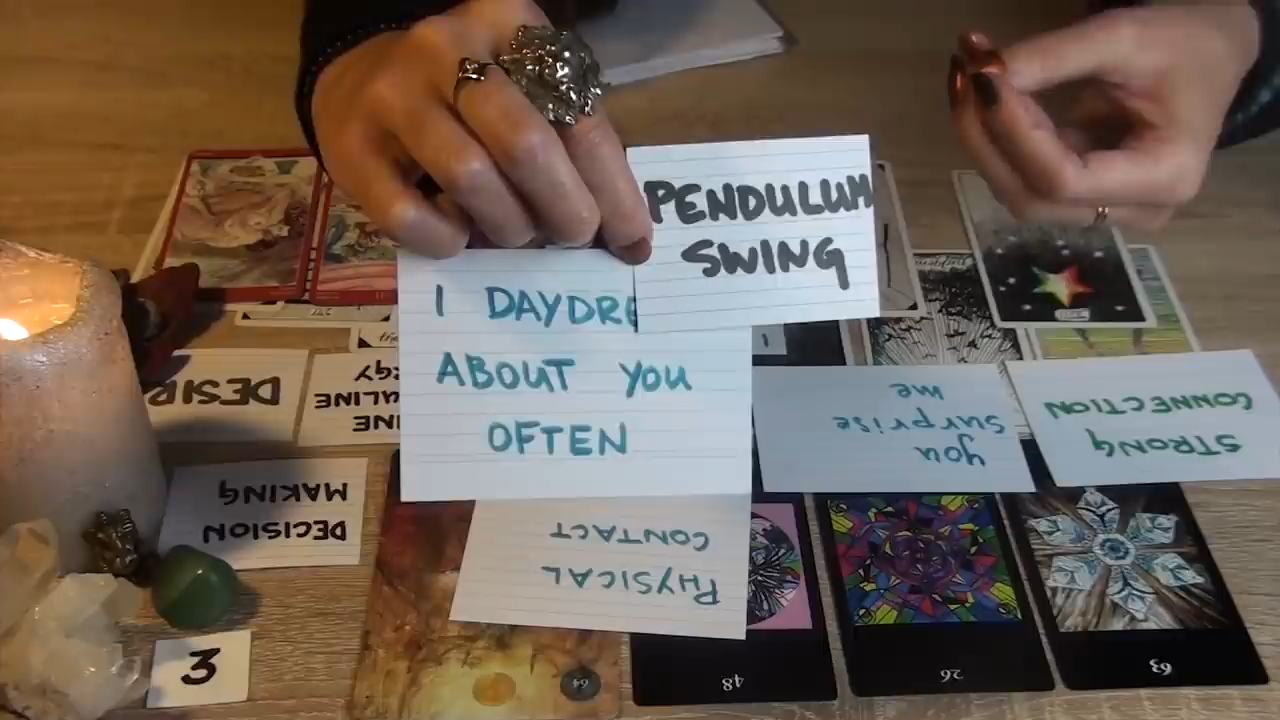 PENDULUM
SWING
I DAYDRE
ABOUT YOU
OFTEN
you
surprise
me
STRONG
CONNECTION
DECISION
MAKING
PHYSICAL
CONTACT
3
48
26
63
64